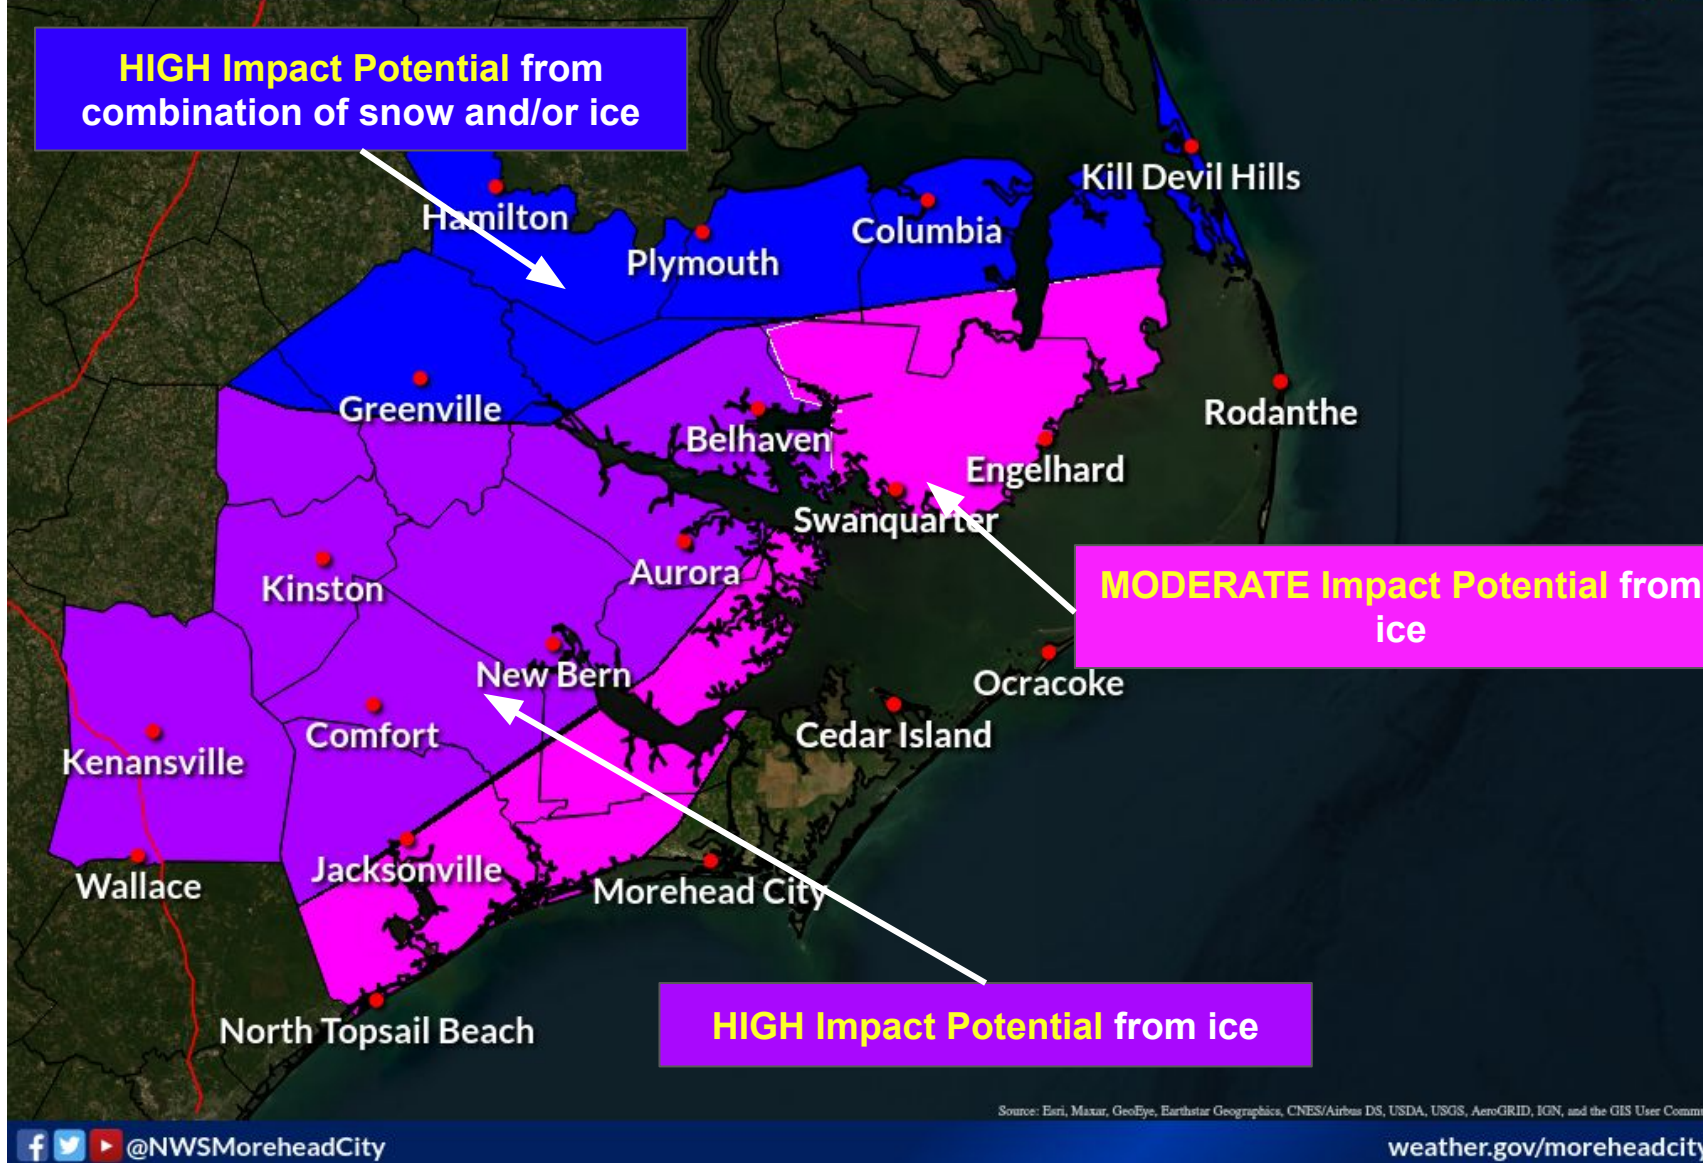 HIGH Impact Potential from
combination of snow and/or ice
Kill Devil Hills
Hamilton
Columbia
Plymouth
Greenville
Rodanthe
Belhaven
Engelhard
Swanquarter
Aurora
Kinston
MODERATE Impact Potential from
ice
New Bern
Ocracoke
Comfort
Cedar Island
Kenansville
Jacksonville
Wallace
Morehead City
North Topsail Beach
HIGH Impact Potential from ice
Source: Esri, Maxar, GeoEye, Earthstar Geographics, CNES/Airbus DS, USDA, USGS, AeroGRID, IGN, and the GIS User
@NWSMoreheadCity
weather.gov/moreheadcity